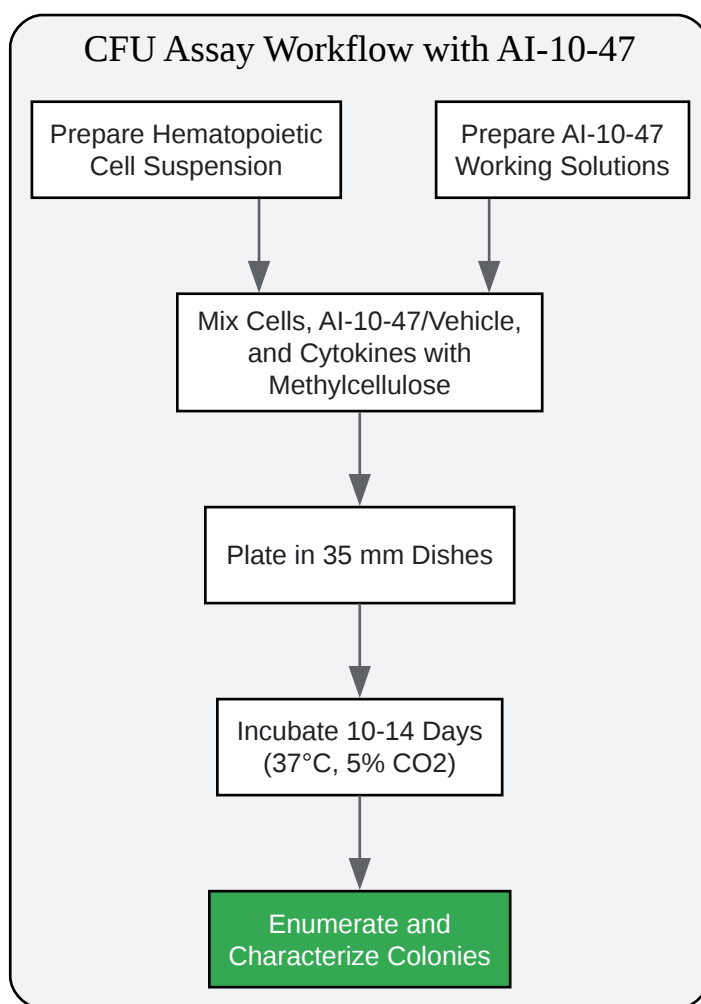 CFU Assay Workflow with AI-10-47
Prepare Hematopoietic
Cell Suspension
Prepare AI-10-47
Working Solutions
Mix Cells, AI-10-47/Vehicle,
and Cytokines with
Methylcellulose
Plate in 35 mm Dishes
Incubate 10-14 Days
(37°C, 5% CO2)
Enumerate and
Characterize Colonies